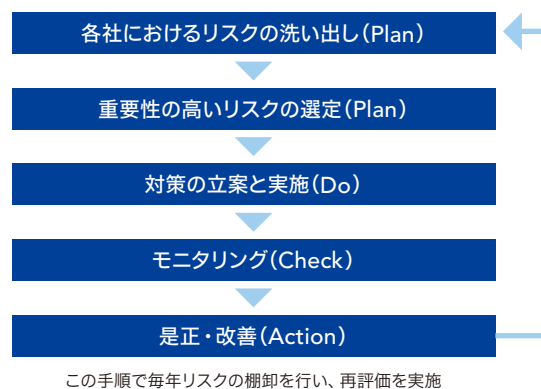 各社におけるリスクの洗い出し(Plan)
重要性の高いリスクの選定(Plan)
対策の立案と実施(Do)
モニタリング(Check)
是正・改善(Action)
この手順で毎年リスクの棚卸を行い、再評価を実施